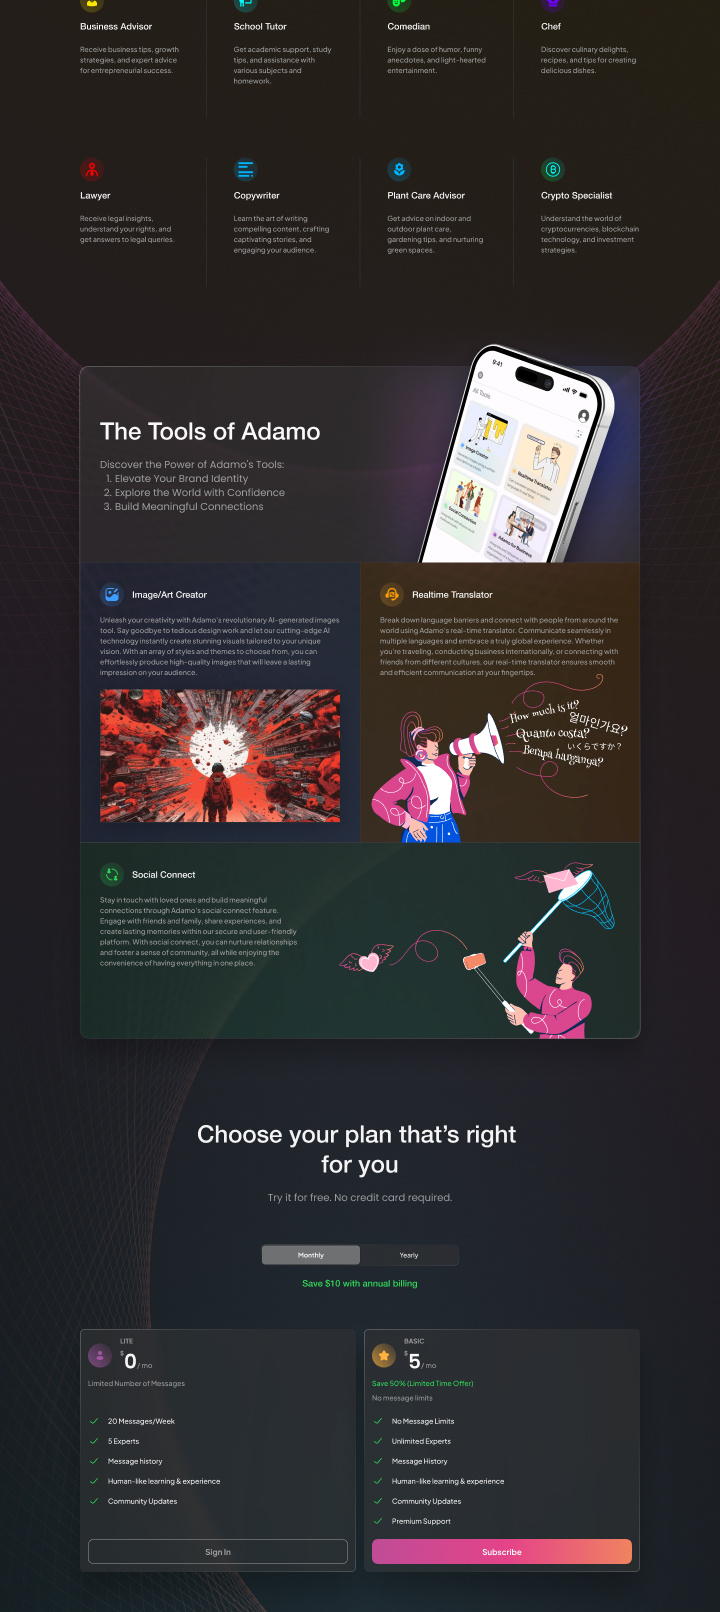 Business Advisor
Receive business tips, growth
strategies, and expert advice
for entrepreneurial success.
School Tutor
Get academic support, study
tips, and assistance with
various subjects and
homework.
Comedian
Enjoy a dose of humor, funny
anecdotes, and light-hearted
entertainment.
Chef
Discover culinary delights,
recipes, and tips for creating
delicious dishes.
Lawyer
Receive legal insights,
understand your rights, and
get answers to legal queries.
Copywriter
Learn the art of writing
compelling content, crafting
captivating stories, and
engaging your audience.
Plant Care Advisor
Get advice on indoor and
outdoor plant care,
gardening tips, and nurturing
green spaces.
Crypto Specialist
Understand the world of
cryptocurrencies, blockchain
technology, and investment
strategies.
The Tools of Adamo
Discover the Power of Adamo's Tools:
1. Elevate Your Brand Identity
2. Explore the World with Confidence
3. Build Meaningful Connections
9:41
All Tools
Image Creator
Realtime Translator
Social Connection
Adamo for Business
Image/Art Creator
Unleash your creativity with Adamo's revolutionary AI-generated images
tool. Say goodbye to tedious design work and let our cutting-edge AI
technology instantly create stunning visuals tailored to your unique
vision. With an array of styles and themes to choose from, you can
effortlessly produce high-quality images that will leave a lasting
impression on your audience.
Realtime Translator
Break down language barriers and connect with people from around the
world using Adamo's real-time translator. Communicate seamlessly in
multiple languages and embrace a truly global experience. Whether
you're traveling, conducting business internationally, or connecting with
friends from different cultures, our real-time translator ensures smooth
and efficient communication at your fingertips.
How much is it?
얼마인가요?
Quanto costa?
いくらですか？
Berapa harganga?
Social Connect
Stay in touch with loved ones and build meaningful
connections through Adamo's social connect feature.
Engage with friends and family, share experiences, and
create lasting memories within our secure and user-friendly
platform. With social connect, you can nurture relationships
and foster a sense of community, all while enjoying the
convenience of having everything in one place.
Choose your plan that's right
for you
Try it for free. No credit card required.
Monthly
Yearly
Save $10 with annual billing
LITE
$0 / mo
Limited Number of Messages
20 Messages/Week
5 Experts
Message history
Human-like learning & experience
Community Updates
Sign In
BASIC
$5 / mo
Save 50% (Limited Time Offer)
No message limits
No Message Limits
Unlimited Experts
Message History
Human-like learning & experience
Community Updates
Premium Support
Subscribe